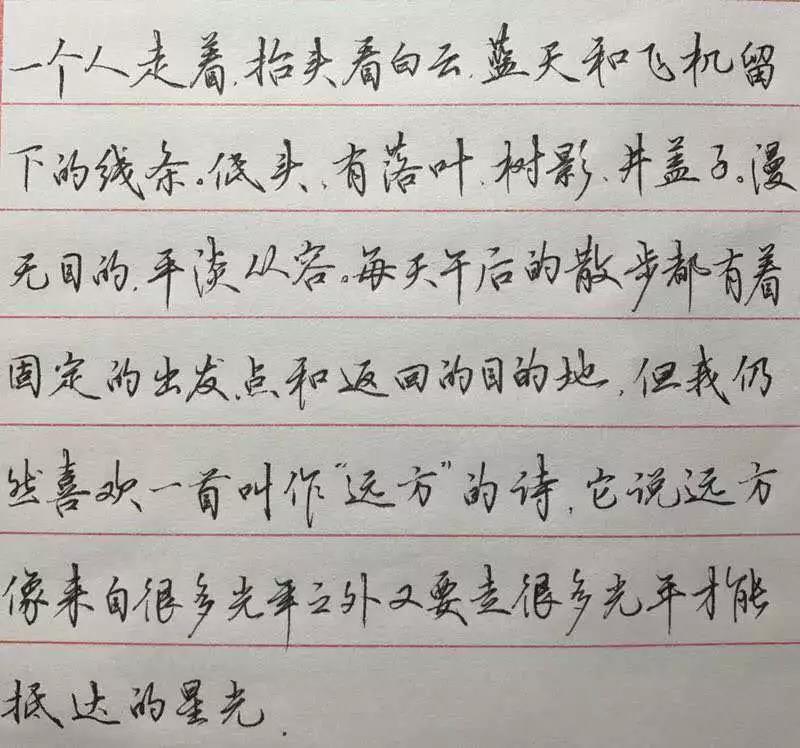 一个人走着,抬头看白云,蓝天和飞机留
下的线条。低头,有落叶,树影,井盖子。漫
无目的,平淡从容。每天午后的散步都有着
固定的出发点和返回的目的地,但我仍
然喜欢一首叫作“远方”的诗,它说远方
像来自很多光年之外又要走很多光年才能
抵达的星光.